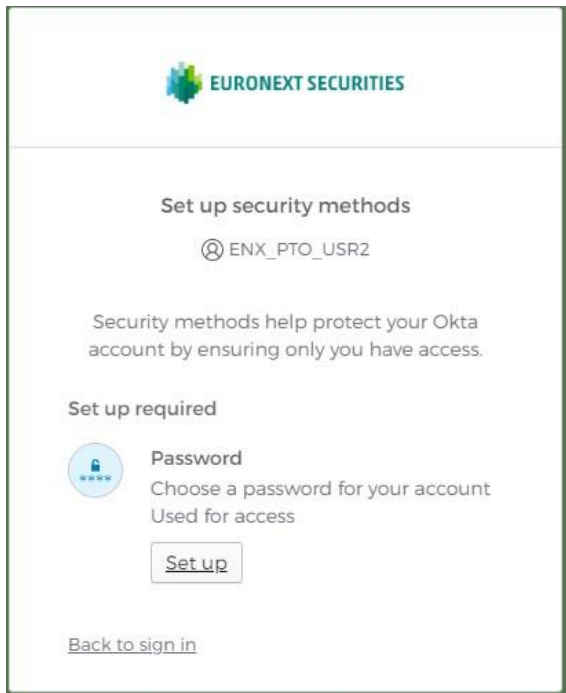 EURONEXT SECURITIES
Set up security methods
ENX_PTO_USR2
Security methods help protect your Okta
account by ensuring only you have access.
Set up required
****
Password
Choose a password for your account
Used for access
Set up
Back to sign in